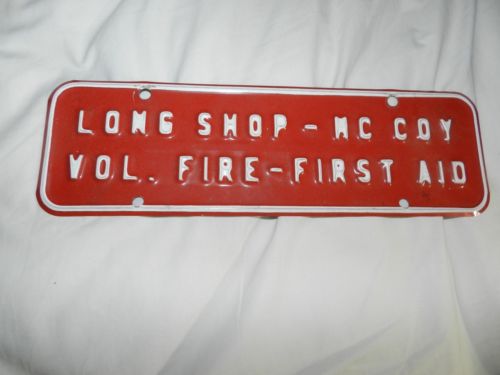 LONG SHOP - MC COY
VOL. FIRE-FIRST AID